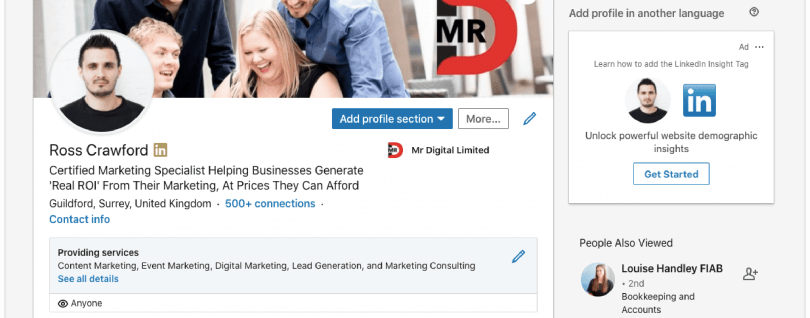 MR
Add profile section
More...
Ross Crawford in
MR Mr Digital Limited
Certified Marketing Specialist Helping Businesses Generate
'Real ROI' From Their Marketing, At Prices They Can Afford
Guildford, Surrey, United Kingdom · 500+ connections ·
Contact info
Providing services
Content Marketing, Event Marketing, Digital Marketing, Lead Generation, and Marketing Consulting
See all details
Anyone
Add profile in another language
Ad ···
Learn how to add the LinkedIn Insight Tag
in
Unlock powerful website demographic
insights
Get Started
People Also Viewed
Louise Handley FIAB
• 2nd
Bookkeeping and
Accounts